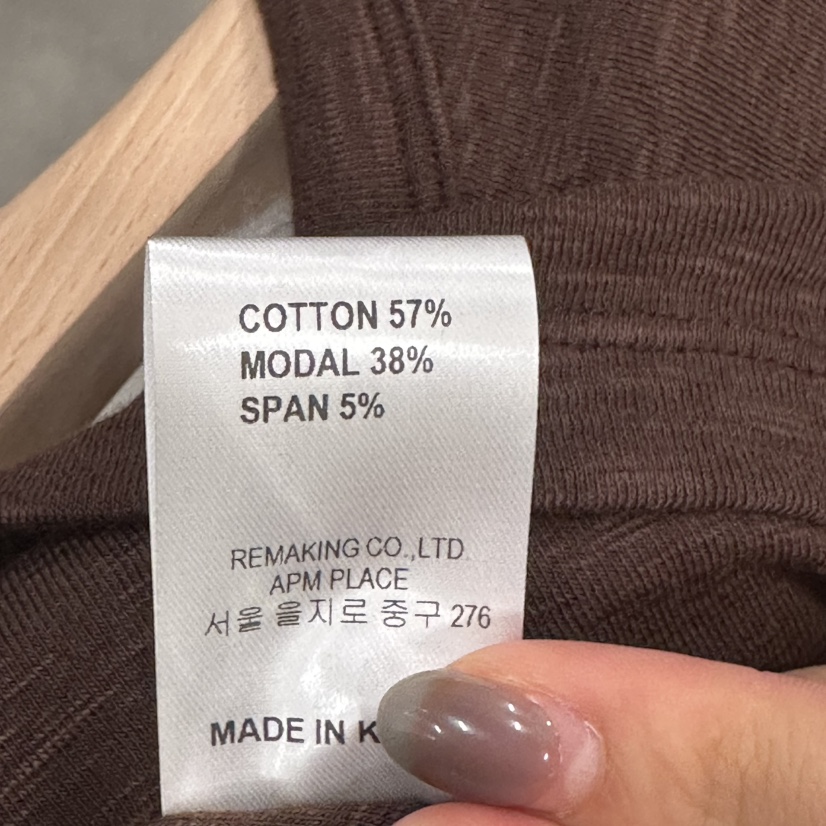 COTTON 57%
MODAL 38%
SPAN 5%
REMAKING CO.,LTD
APM PLACE
서울 을지로 중구 276
MADE IN